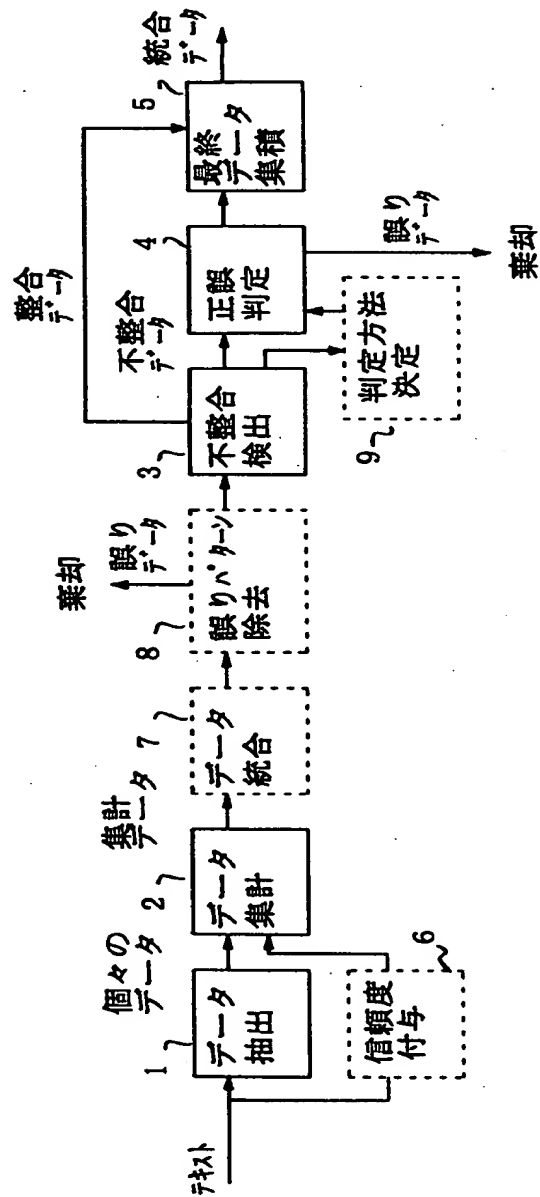 テキスト
1
データ
抽出
個々の
データ
信頼度
付与
6
2
データ
集計
集計
データ
7
データ
統合
8
誤りパターン
除去
誤り
データ
棄却
3
不整合
検出
整合
データ
不整合
データ
9
判定方法
決定
4
正誤
判定
誤り
データ
棄却
5
最終
データ
集積
統合
データ